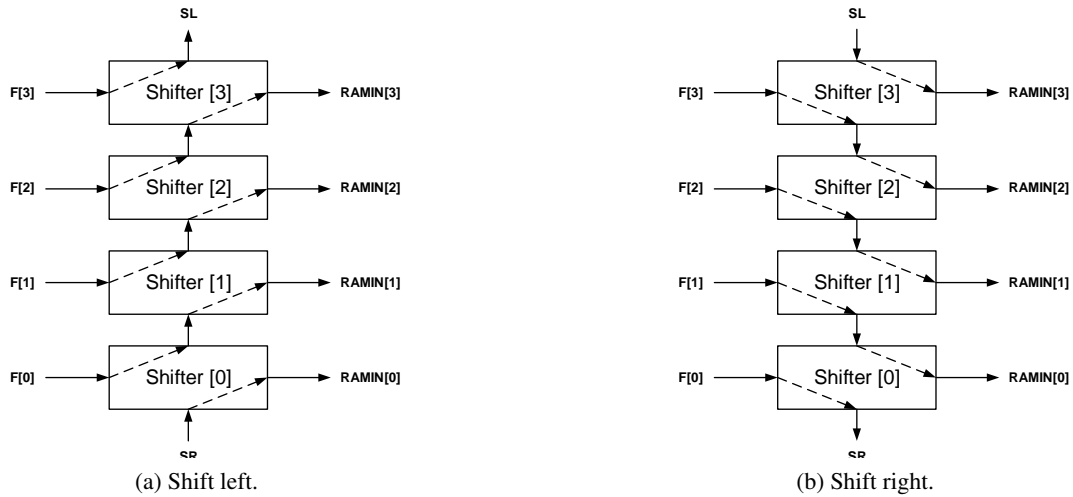 SL
F[3] Shifter [3] RAMIN[3]
F[2] Shifter [2] RAMIN[2]
F[1] Shifter [1] RAMIN[1]
F[0] Shifter [0] RAMIN[0]
SR
(a) Shift left.
SL
F[3] Shifter [3] RAMIN[3]
F[2] Shifter [2] RAMIN[2]
F[1] Shifter [1] RAMIN[1]
F[0] Shifter [0] RAMIN[0]
SR
(b) Shift right.